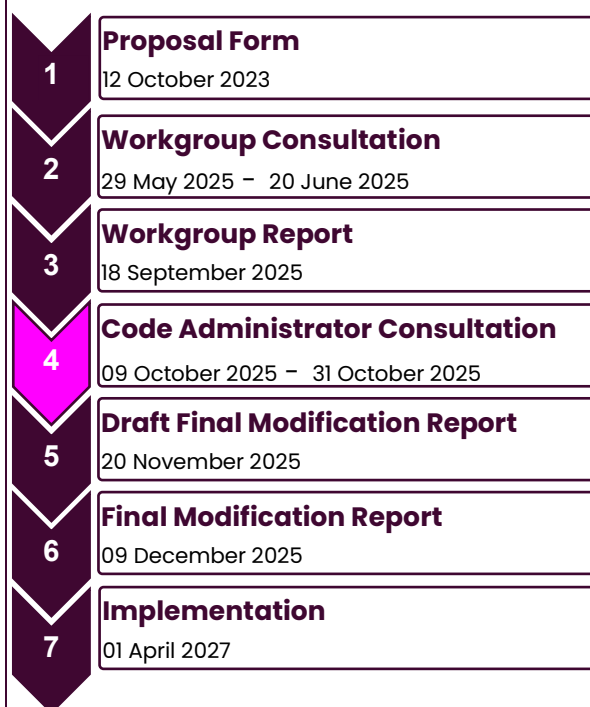 1
Proposal Form
12 October 2023
2
Workgroup Consultation
29 May 2025 - 20 June 2025
3
Workgroup Report
18 September 2025
4
Code Administrator Consultation
09 October 2025 - 31 October 2025
5
Draft Final Modification Report
20 November 2025
6
Final Modification Report
09 December 2025
7
Implementation
01 April 2027